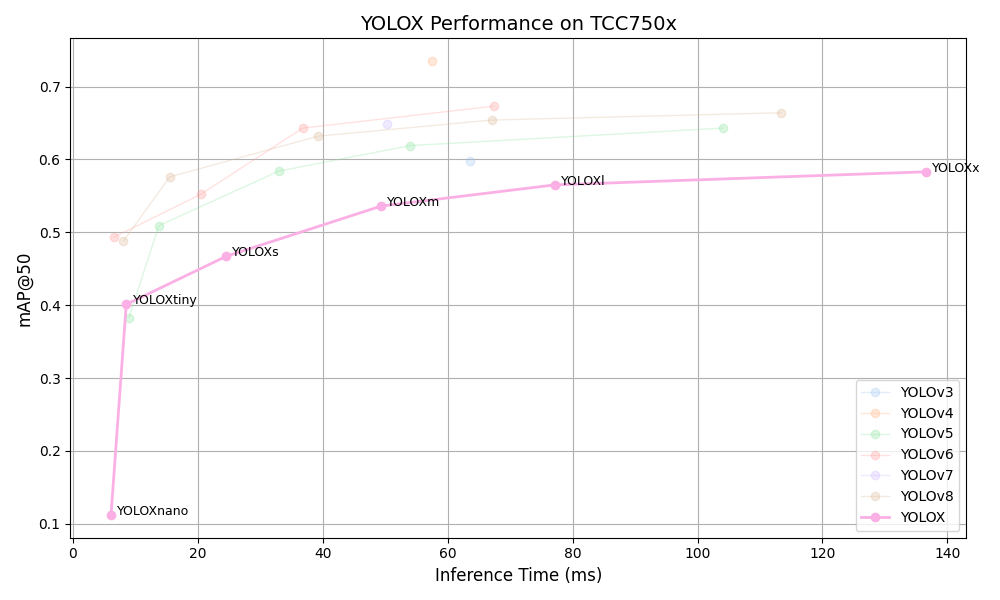 YOLOX Performance on TCC750x
mAP@50
0.7
0.6
0.5
0.4
0.3
0.2
0.1
YOLOXx
YOLOXl
YOLOXm
YOLOXs
YOLOXtiny
YOLOXnano
YOLOv3
YOLOv4
YOLOv5
YOLOv6
YOLOv7
YOLOv8
YOLOX
0 20 40 60 80 100 120 140
Inference Time (ms)